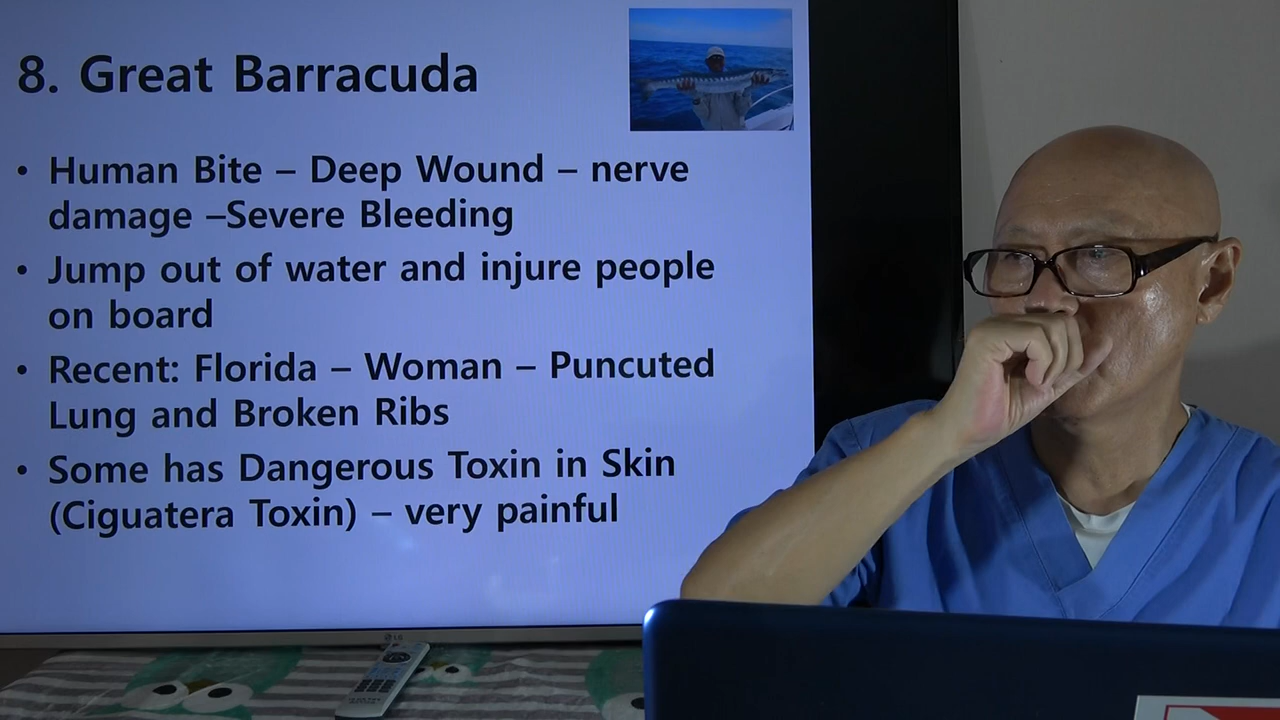 8. Great Barracuda
• Human Bite – Deep Wound – nerve
damage –Severe Bleeding
• Jump out of water and injure people
on board
• Recent: Florida – Woman – Puncuted
Lung and Broken Ribs
• Some has Dangerous Toxin in Skin
(Ciguatera Toxin) – very painful
LG